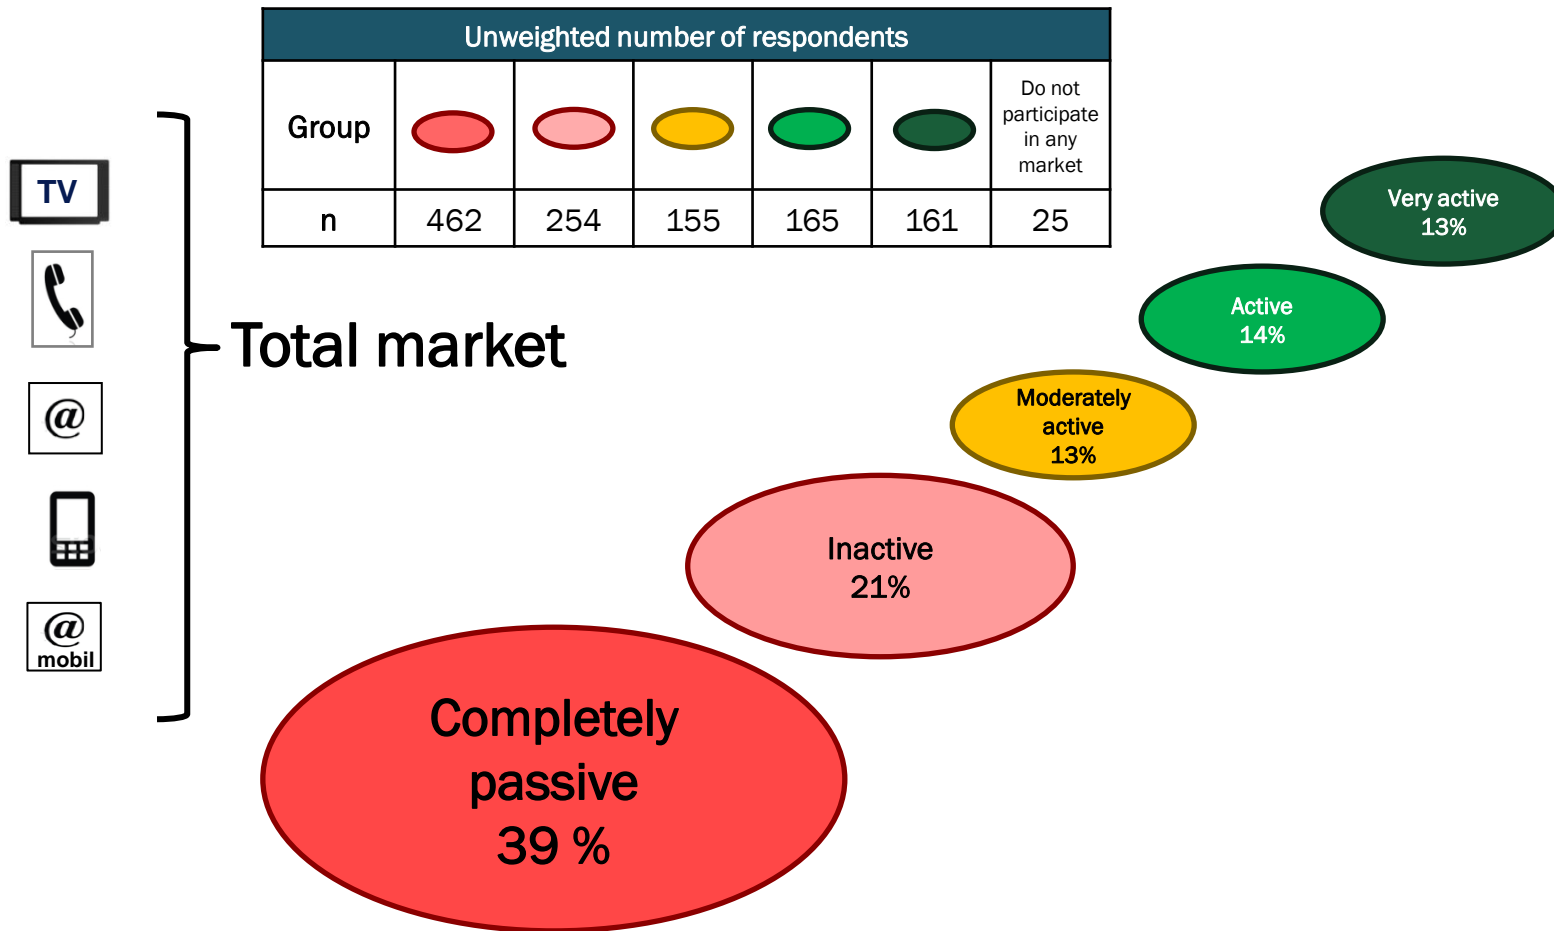 Unweighted number of respondents
Group
Do not
participate
in any
market
n 462 254 155 165 161 25
TV
@
@
mobil
Total market
Very active
13%
Active
14%
Moderately
active
13%
Inactive
21%
Completely
passive
39 %